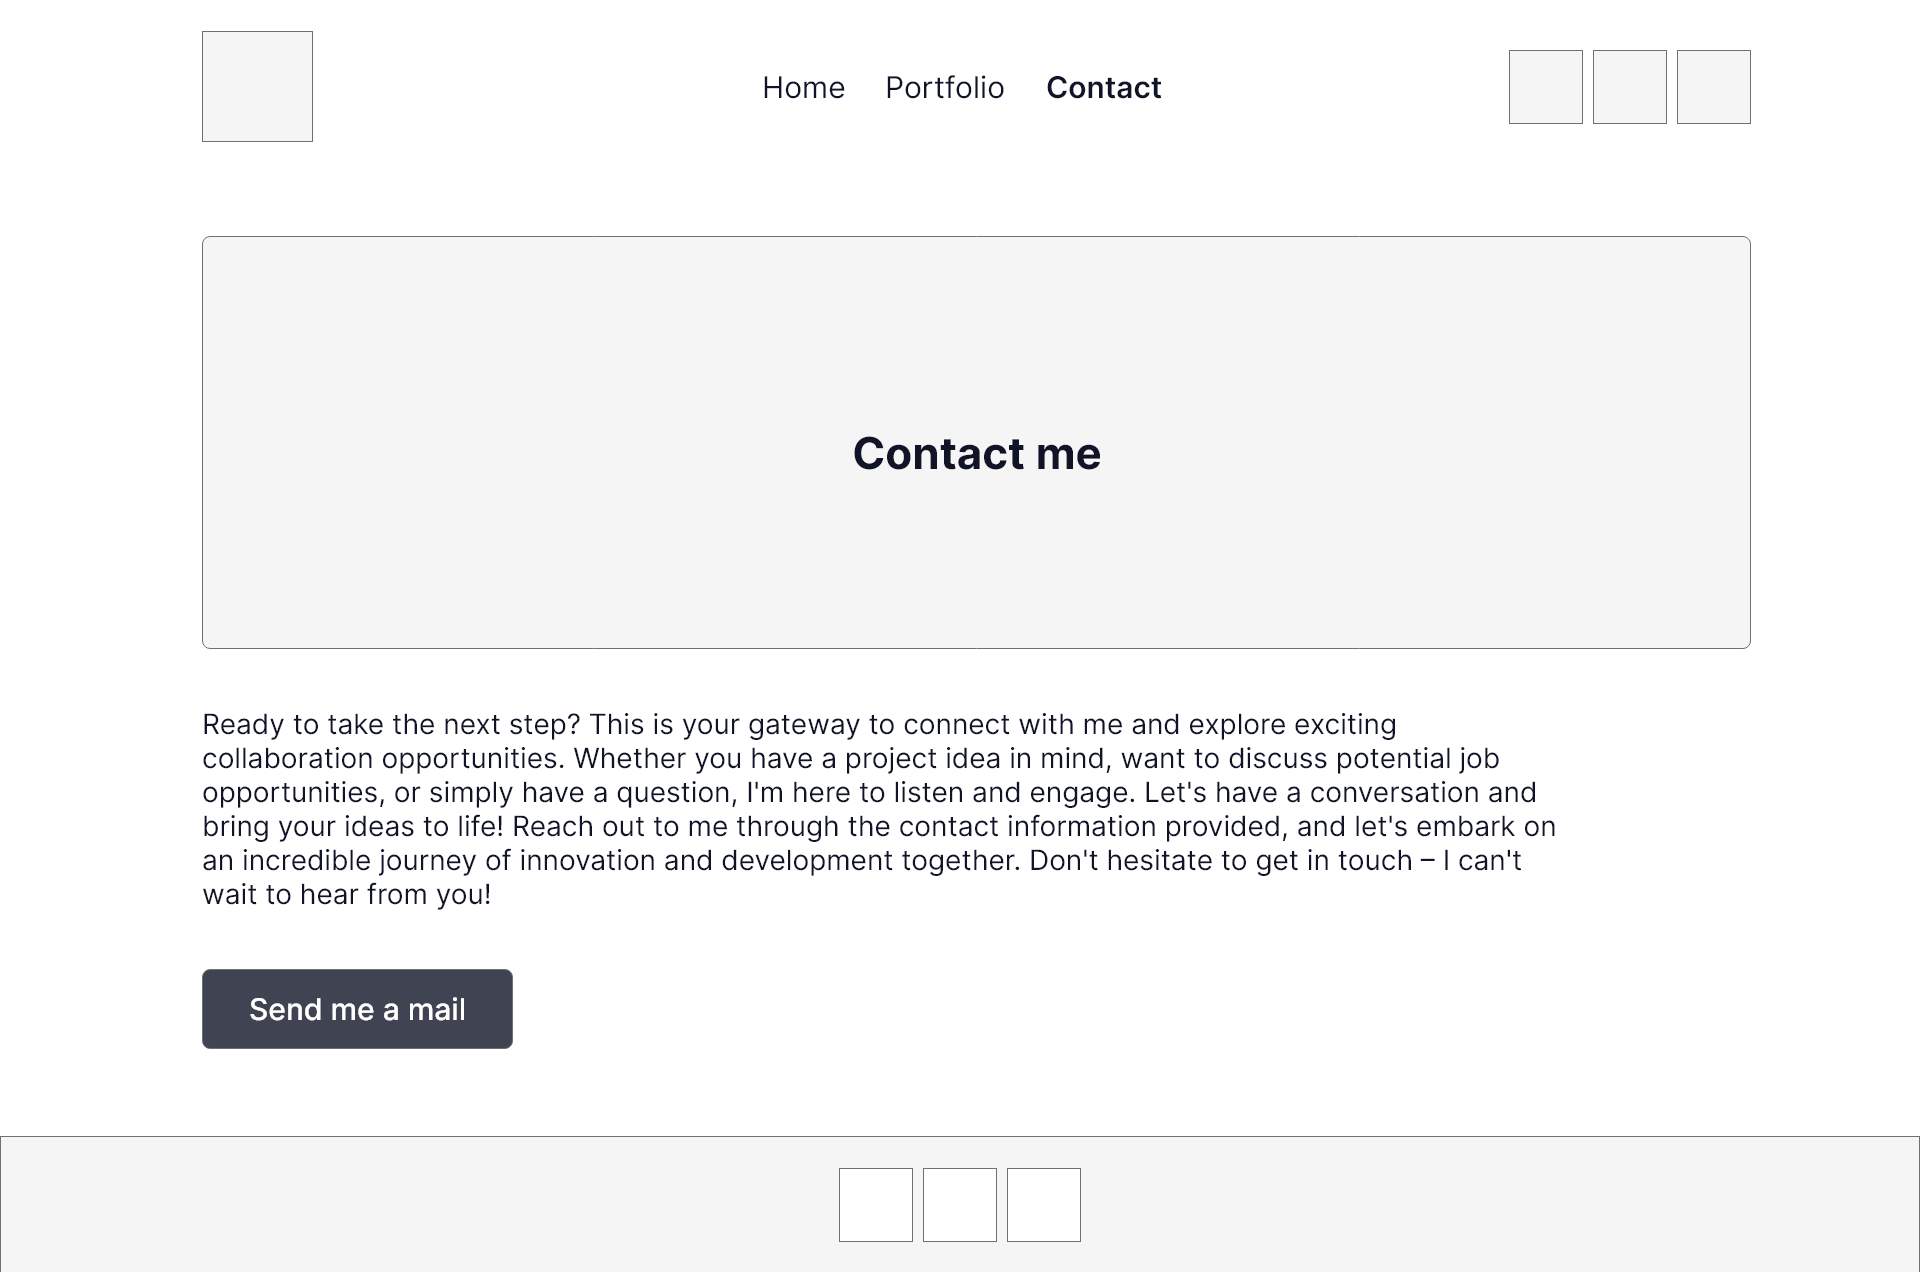 Home Portfolio Contact
Contact me
Ready to take the next step? This is your gateway to connect with me and explore exciting
collaboration opportunities. Whether you have a project idea in mind, want to discuss potential job
opportunities, or simply have a question, I'm here to listen and engage. Let's have a conversation and
bring your ideas to life! Reach out to me through the contact information provided, and let's embark on
an incredible journey of innovation and development together. Don't hesitate to get in touch – I can't
wait to hear from you!
Send me a mail